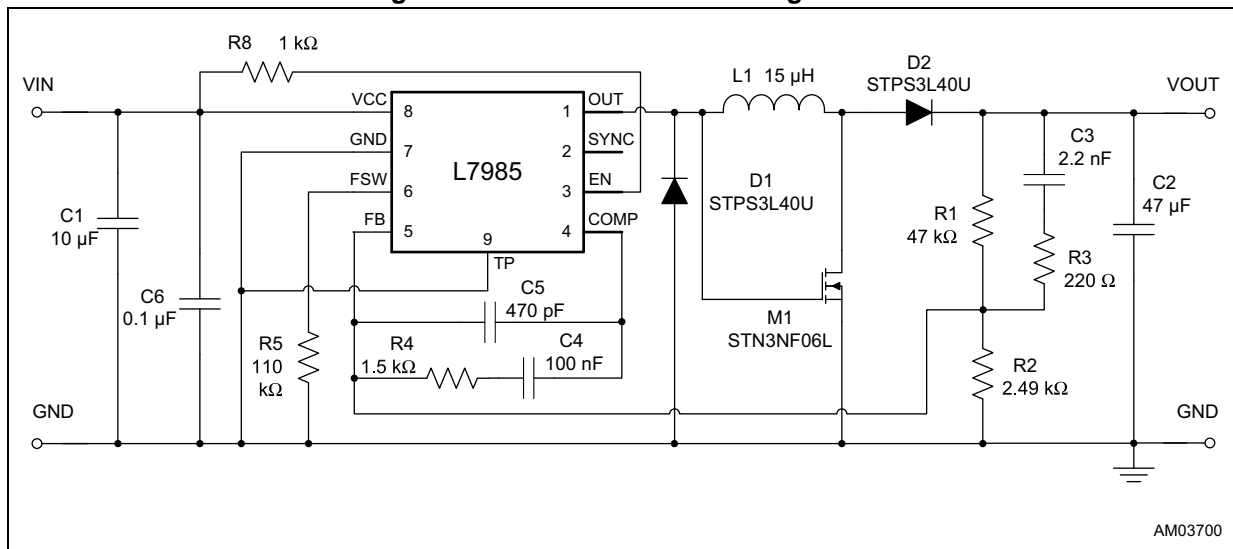 R8 1 kΩ
VIN
VCC 8
GND 7
FSW 6
FB 5
L7985
9
TP
1 OUT
2 SYNC
3 EN
4 COMP
L1 15 µH
D2
STPS3L40U
VOUT
D1
STPS3L40U
C3
2.2 nF
C2
47 µF
R1
47 kΩ
R3
220 Ω
C1
10 µF
C6
0.1 µF
R5
110
kΩ
C5
470 pF
R4
1.5 kΩ
C4
100 nF
M1
STN3NF06L
R2
2.49 kΩ
GND
GND
AM03700